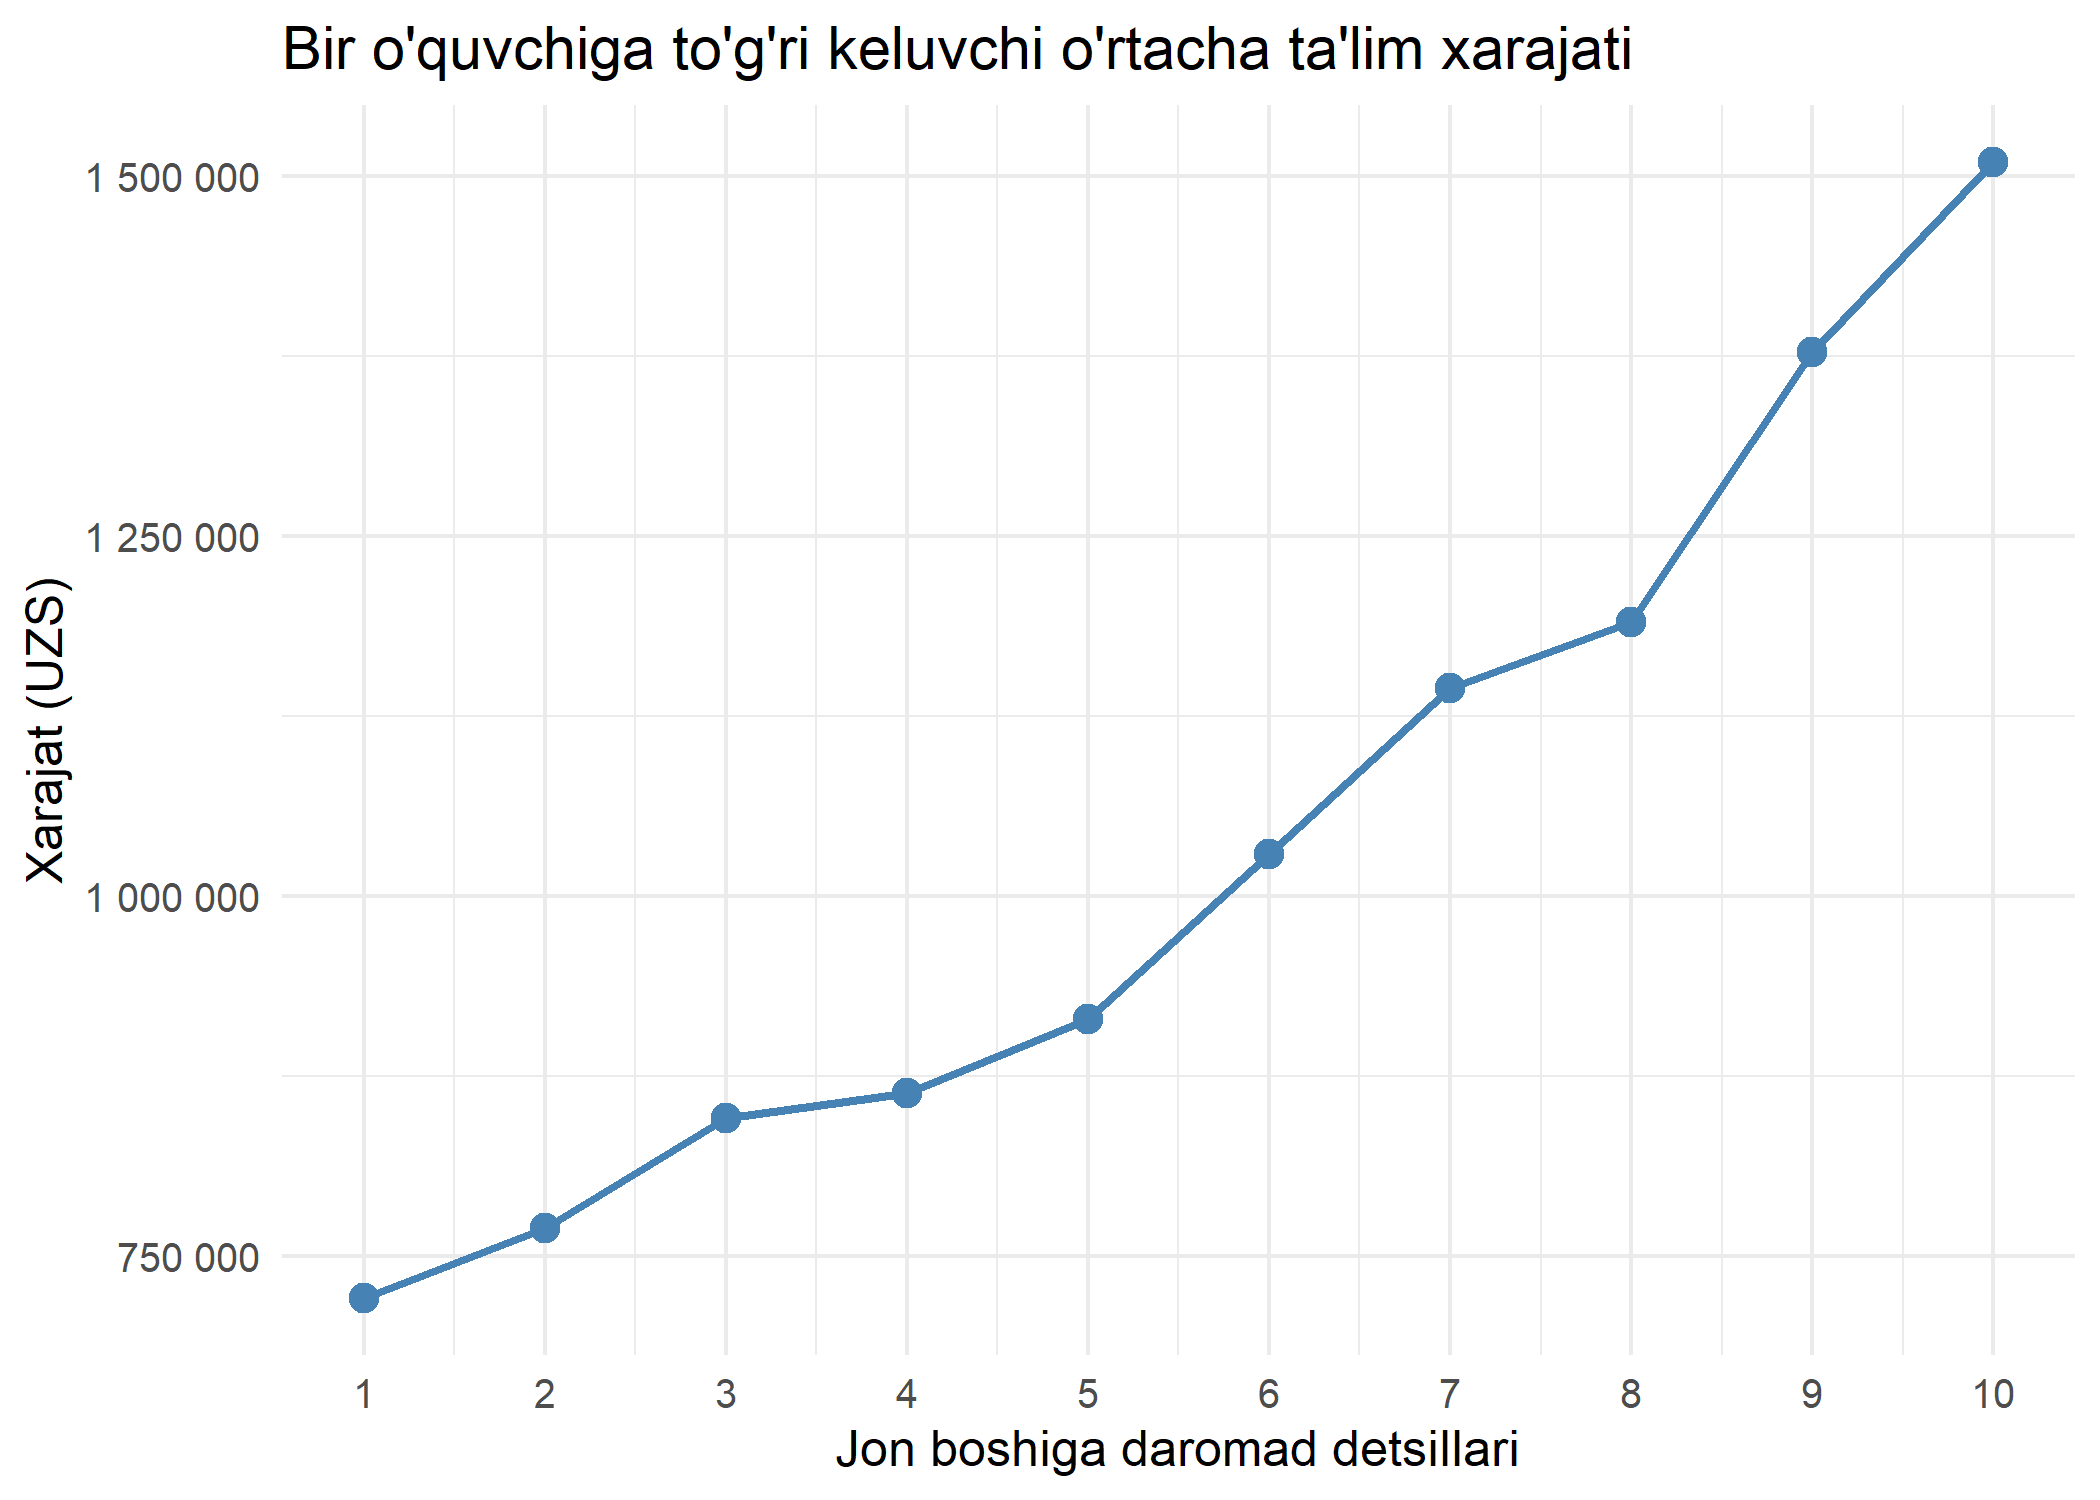 Bir o'quvchiga to'g'ri keluvchi o'rtacha ta'lim xarajati
1 500 000
1 250 000
1 000 000
750 000
Xarajat (UZS)
1 2 3 4 5 6 7 8 9 10
Jon boshiga daromad detsillari